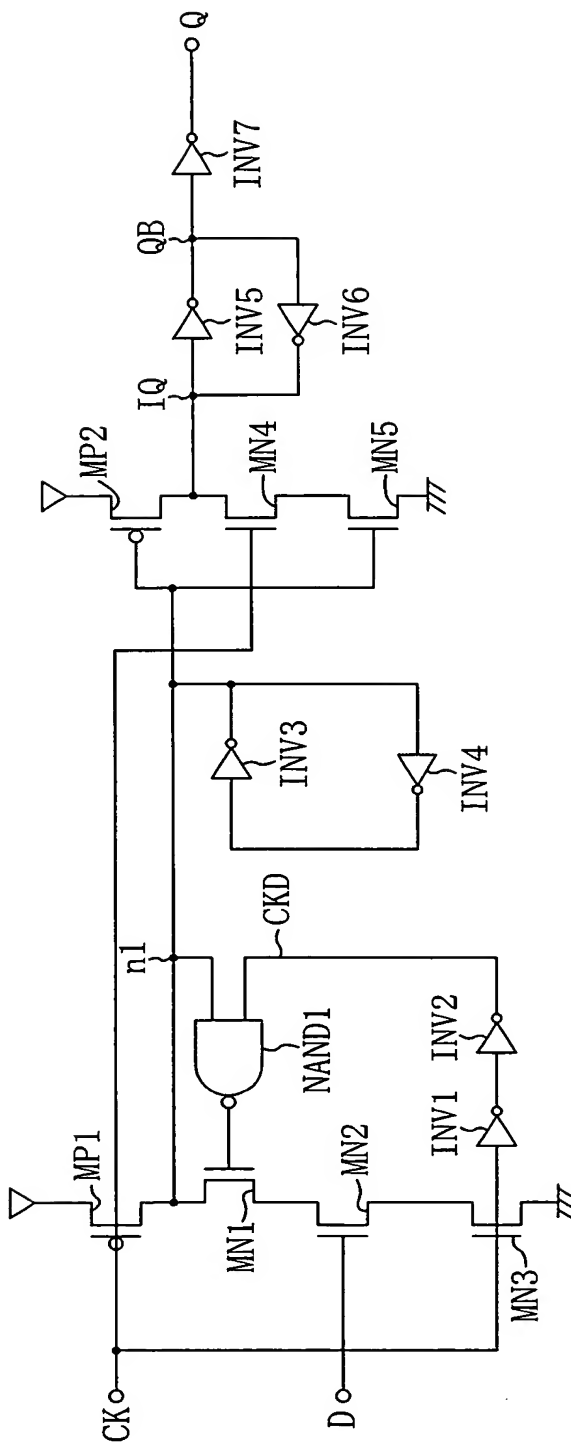 CK
D
MP1
MN1
MN2
MN3
n1
NAND1
CKD
INV1
INV2
INV3
INV4
MP2
MN4
MN5
IQ
INV5
INV6
QB
INV7
Q